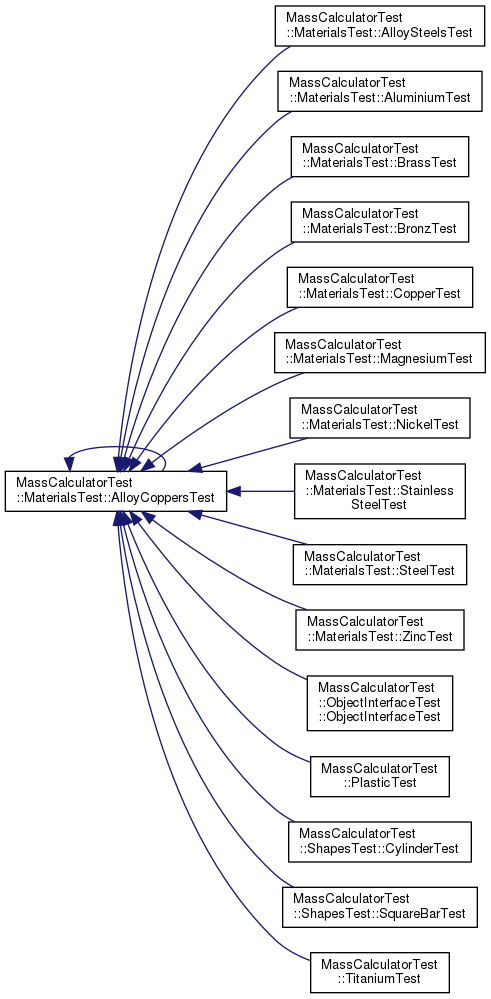 MassCalculatorTest
::MaterialsTest::AlloySteelsTest
MassCalculatorTest
::MaterialsTest::AluminiumTest
MassCalculatorTest
::MaterialsTest::BrassTest
MassCalculatorTest
::MaterialsTest::BronzTest
MassCalculatorTest
::MaterialsTest::CopperTest
MassCalculatorTest
::MaterialsTest::MagnesiumTest
MassCalculatorTest
::MaterialsTest::NickelTest
MassCalculatorTest
::MaterialsTest::AlloyCoppersTest
MassCalculatorTest
::MaterialsTest::Stainless
SteelTest
MassCalculatorTest
::MaterialsTest::SteelTest
MassCalculatorTest
::MaterialsTest::ZincTest
MassCalculatorTest
::ObjectInterfaceTest
::ObjectInterfaceTest
MassCalculatorTest
::PlasticTest
MassCalculatorTest
::ShapesTest::CylinderTest
MassCalculatorTest
::ShapesTest::SquareBarTest
MassCalculatorTest
::TitaniumTest